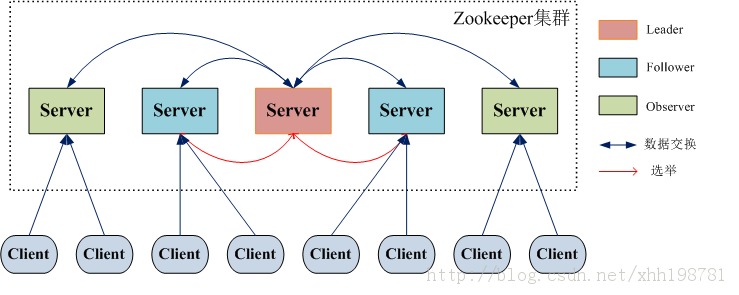 Zookeeper集群
Leader
Follower
Observer
数据交换
选举
Server Server Server Server Server
Client Client Client Client Client Client Client Client
http://blog.csdn.net/xhh198781